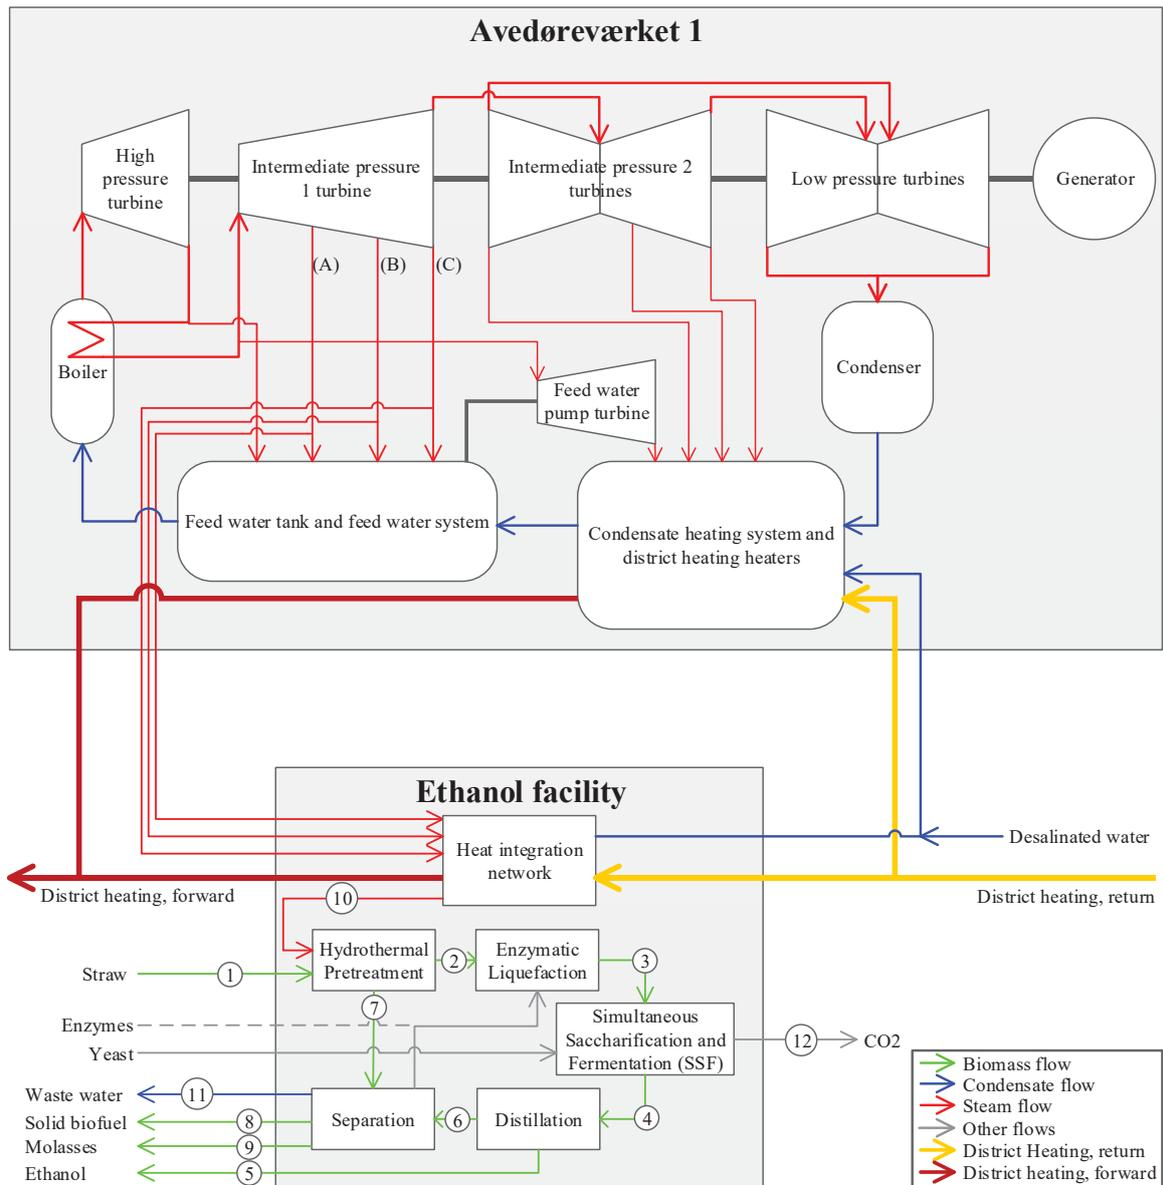 Avedøreværket 1
High
pressure
turbine
Intermediate pressure
1 turbine
Intermediate pressure 2
turbines
Low pressure turbines
Generator
(A)
(B)
(C)
Boiler
Feed water
pump turbine
Condenser
Feed water tank and feed water system
Condensate heating system and
district heating heaters
Ethanol facility
Heat integration
network
Desalinated water
District heating, forward
District heating, return
10
Hydrothermal
Pretreatment
Enzymatic
Liquefaction
Straw
1
2
3
7
Enzymes
Yeast
Simultaneous
Saccharification and
Fermentation (SSF)
12
CO2
Waste water
11
Solid biofuel
8
Molasses
9
Ethanol
5
Separation
6
Distillation
4
Biomass flow
Condensate flow
Steam flow
Other flows
District Heating, return
District heating, forward